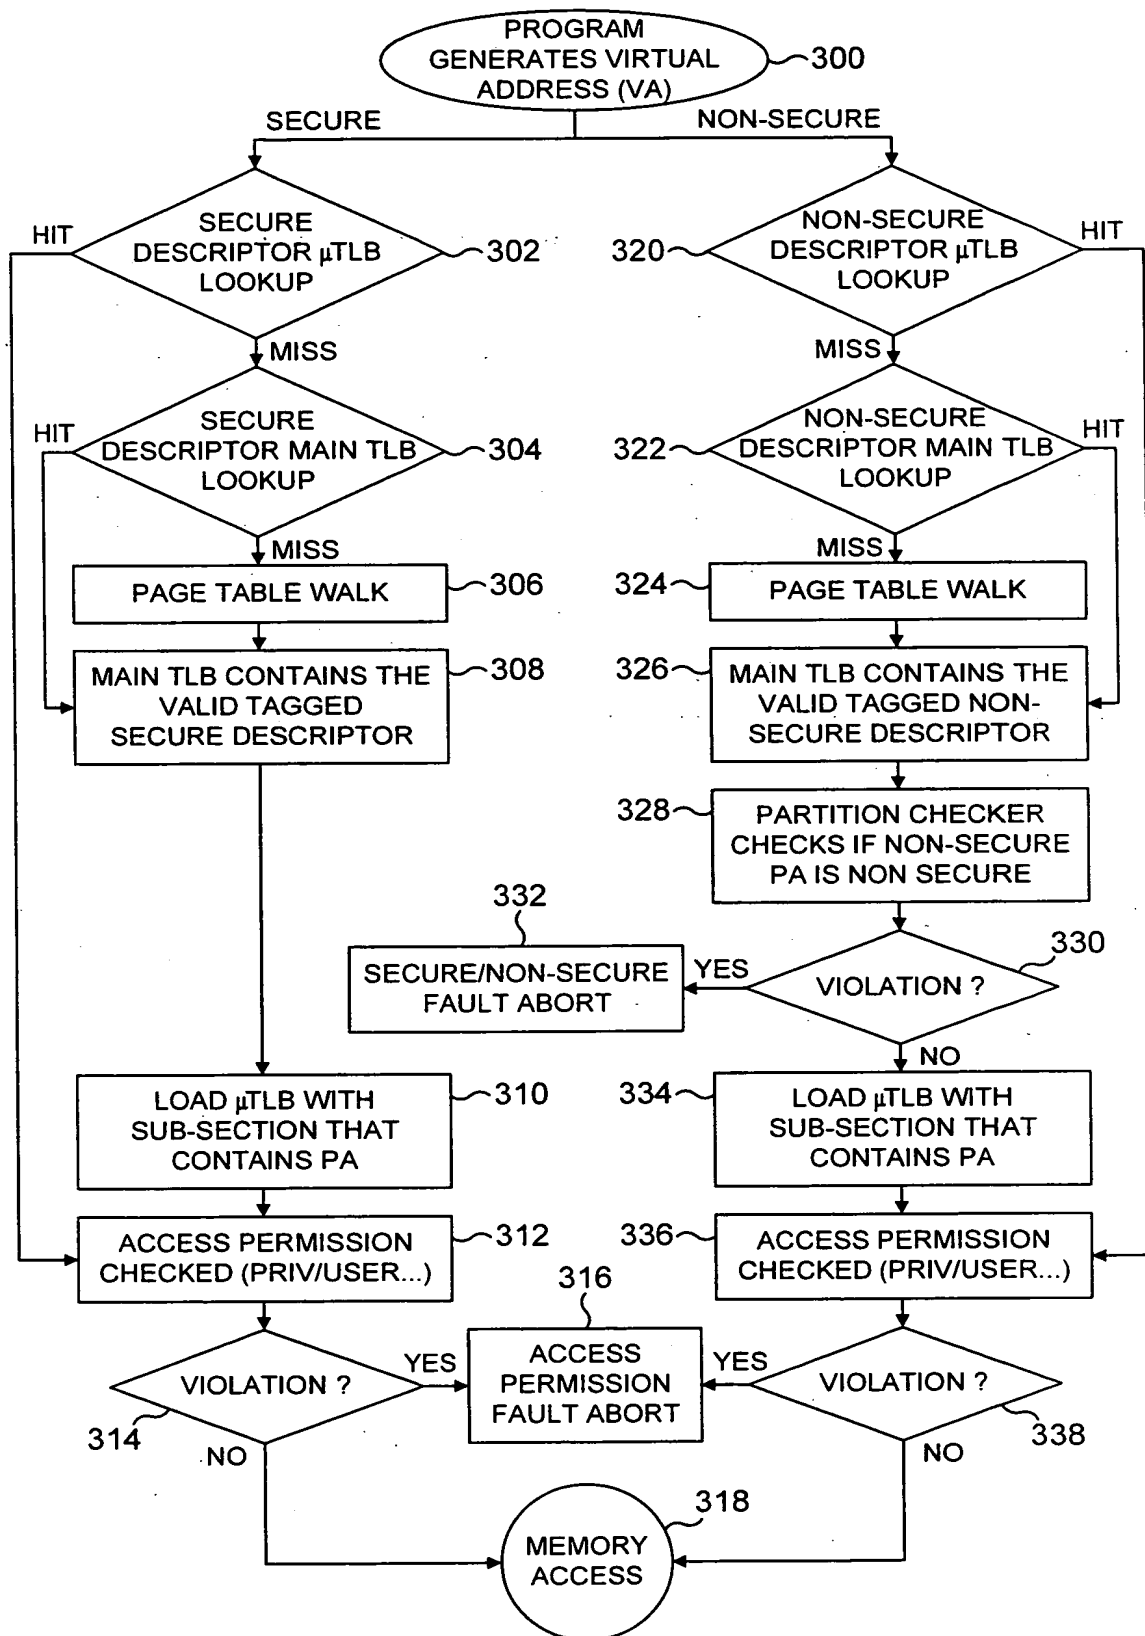 PROGRAM
GENERATES VIRTUAL
ADDRESS (VA)
300
SECURE
NON-SECURE
HIT
SECURE
DESCRIPTOR µTLB
LOOKUP
302
320
NON-SECURE
DESCRIPTOR µTLB
LOOKUP
HIT
MISS
MISS
HIT
SECURE
DESCRIPTOR MAIN TLB
LOOKUP
304
322
NON-SECURE
DESCRIPTOR MAIN TLB
LOOKUP
HIT
MISS
MISS
PAGE TABLE WALK
306
324
PAGE TABLE WALK
MAIN TLB CONTAINS THE
VALID TAGGED
SECURE DESCRIPTOR
308
326
MAIN TLB CONTAINS THE
VALID TAGGED NON-
SECURE DESCRIPTOR
328
PARTITION CHECKER
CHECKS IF NON-SECURE
PA IS NON SECURE
332
SECURE/NON-SECURE
FAULT ABORT
YES
VIOLATION ?
330
NO
LOAD µTLB WITH
SUB-SECTION THAT
CONTAINS PA
310
334
LOAD µTLB WITH
SUB-SECTION THAT
CONTAINS PA
ACCESS PERMISSION
CHECKED (PRIV/USER...)
312
336
ACCESS PERMISSION
CHECKED (PRIV/USER...)
316
VIOLATION ?
YES
ACCESS
PERMISSION
FAULT ABORT
YES
VIOLATION ?
314
NO
NO
338
MEMORY
ACCESS
318